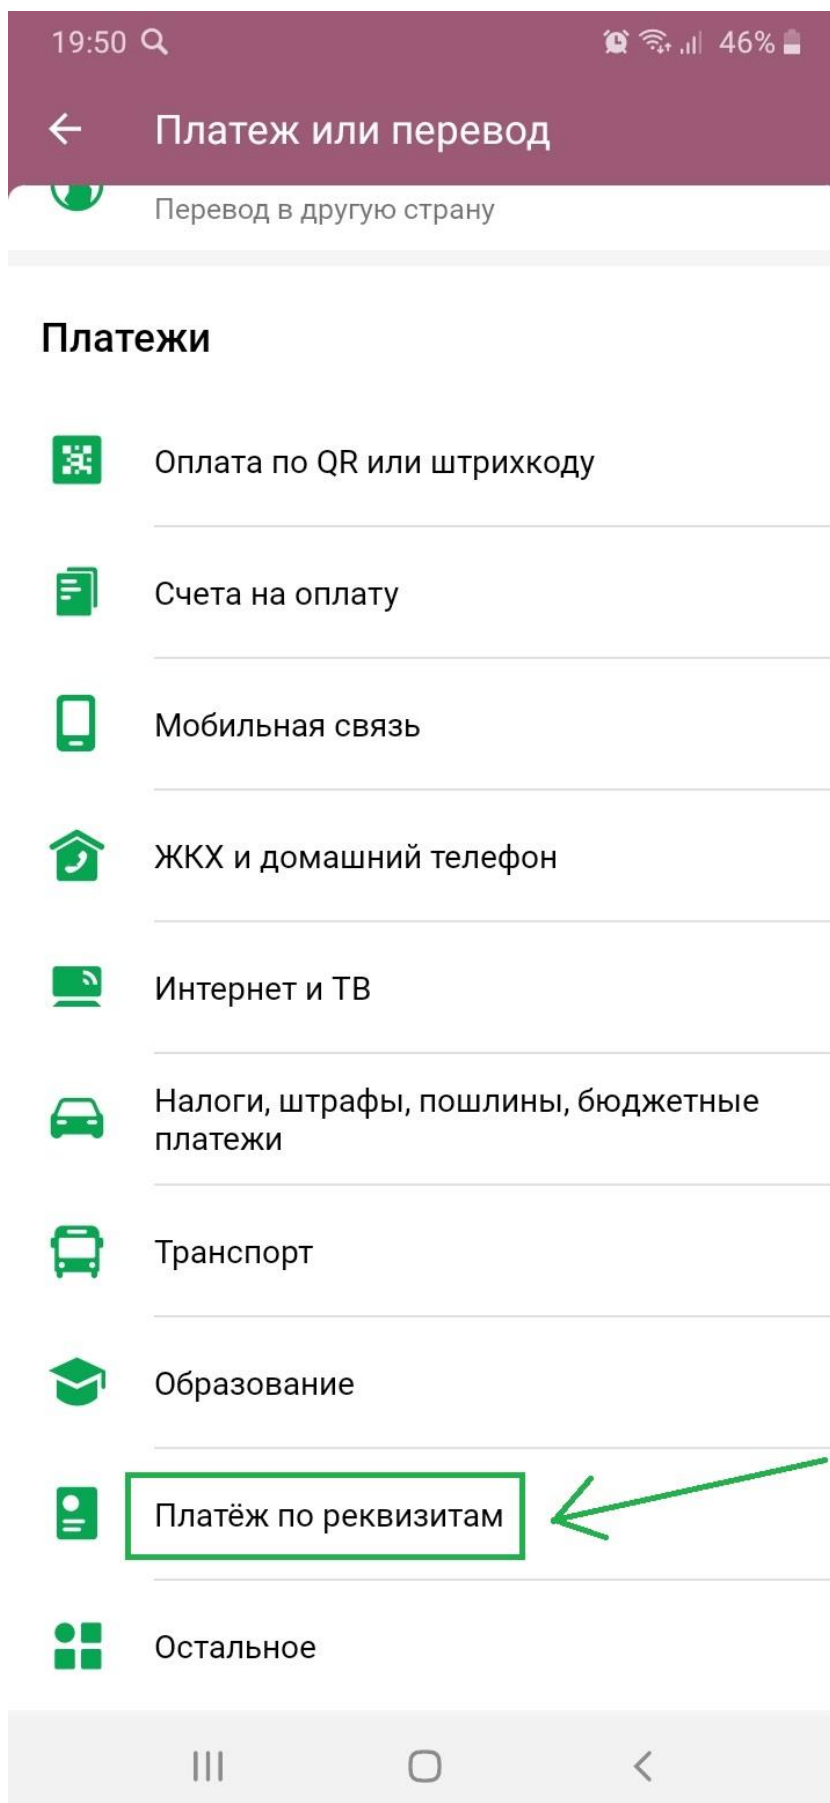 19:50
46%
Платеж или перевод
Перевод в другую страну
Платежи
Оплата по QR или штрихкоду
Счета на оплату
Мобильная связь
ЖКХ и домашний телефон
Интернет и ТВ
Налоги, штрафы, пошлины, бюджетные
платежи
Транспорт
Образование
Платёж по реквизитам
Остальное